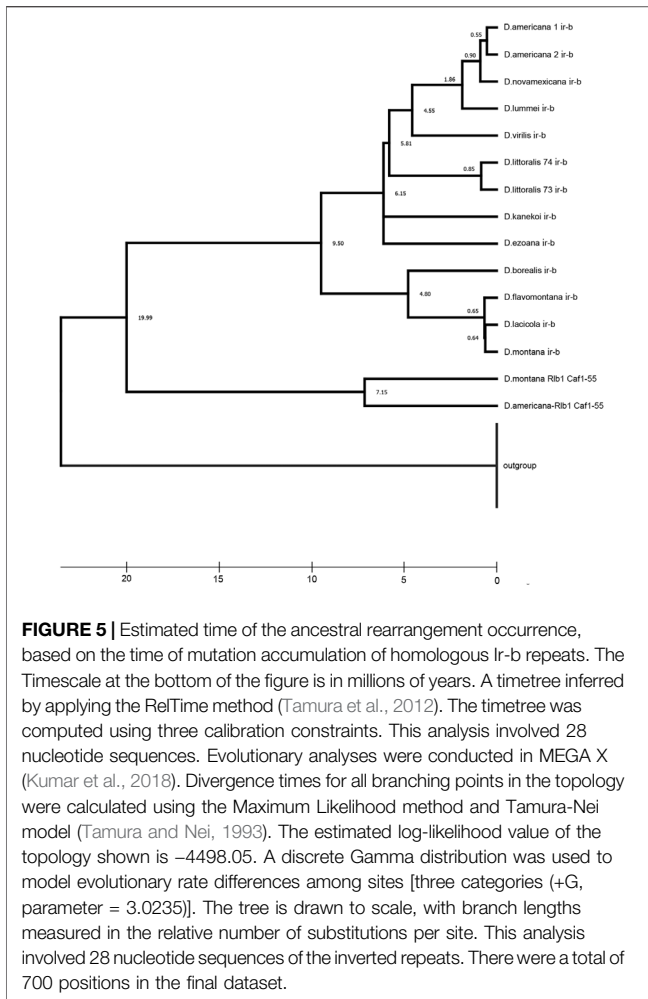 D.americana 1 ir-b
0.55
D.americana 2 ir-b
0.90
D.novamexicana ir-b
1.86
D.lummei ir-b
4.55
D.virilis ir-b
5.81
D.littoralis 74 ir-b
0.85
D.littoralis 73 ir-b
6.15
D.kanekoi ir-b
9.50
D.ezoana ir-b
D.borealis ir-b
4.80
D.flavomontana ir-b
0.65
D.lacicola ir-b
19.99
0.64
D.montana ir-b
D.montana Rlb1 Caf1-55
7.15
D.americana-Rlb1 Caf1-55
outgroup
20 15 10 5 0
FIGURE 5 | Estimated time of the ancestral rearrangement occurrence,
based on the time of mutation accumulation of homologous Ir-b repeats. The
Timescale at the bottom of the figure is in millions of years. A timetree inferred
by applying the RelTime method (Tamura et al., 2012). The timetree was
computed using three calibration constraints. This analysis involved 28
nucleotide sequences. Evolutionary analyses were conducted in MEGA X
(Kumar et al., 2018). Divergence times for all branching points in the topology
were calculated using the Maximum Likelihood method and Tamura-Nei
model (Tamura and Nei, 1993). The estimated log-likelihood value of the
topology shown is −4498.05. A discrete Gamma distribution was used to
model evolutionary rate differences among sites [three categories (+G,
parameter = 3.0235)]. The tree is drawn to scale, with branch lengths
measured in the relative number of substitutions per site. This analysis
involved 28 nucleotide sequences of the inverted repeats. There were a total of
700 positions in the final dataset.